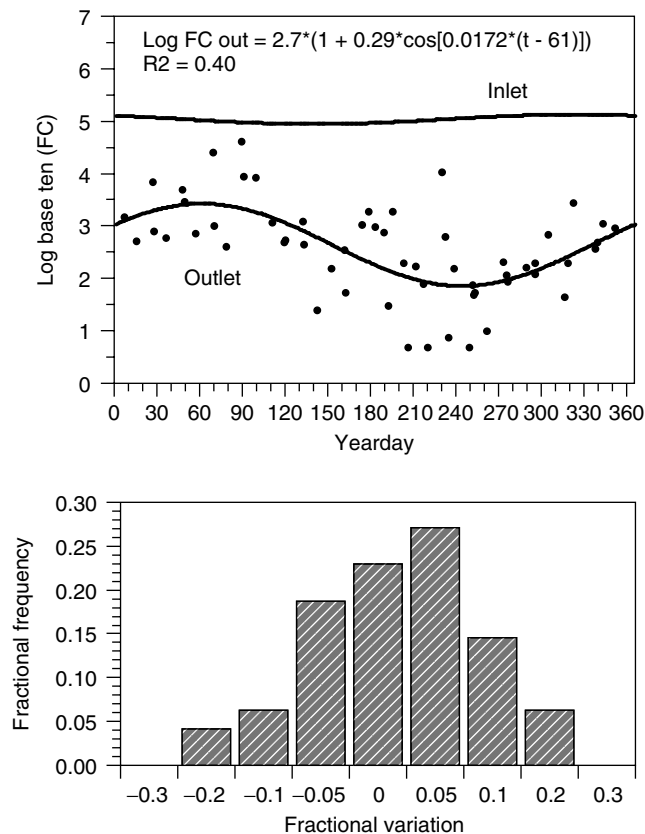 Log FC out = 2.7*(1 + 0.29*cos[0.0172*(t - 61)])
R2 = 0.40
Inlet
Outlet
Log base ten (FC)
7
6
5
4
3
2
1
0
0 30 60 90 120 150 180 210 240 270 300 330 360
Yearday
Fractional frequency
0.30
0.25
0.20
0.15
0.10
0.05
0.00
−0.3 −0.2 −0.1 −0.05 0 0.05 0.1 0.2 0.3
Fractional variation